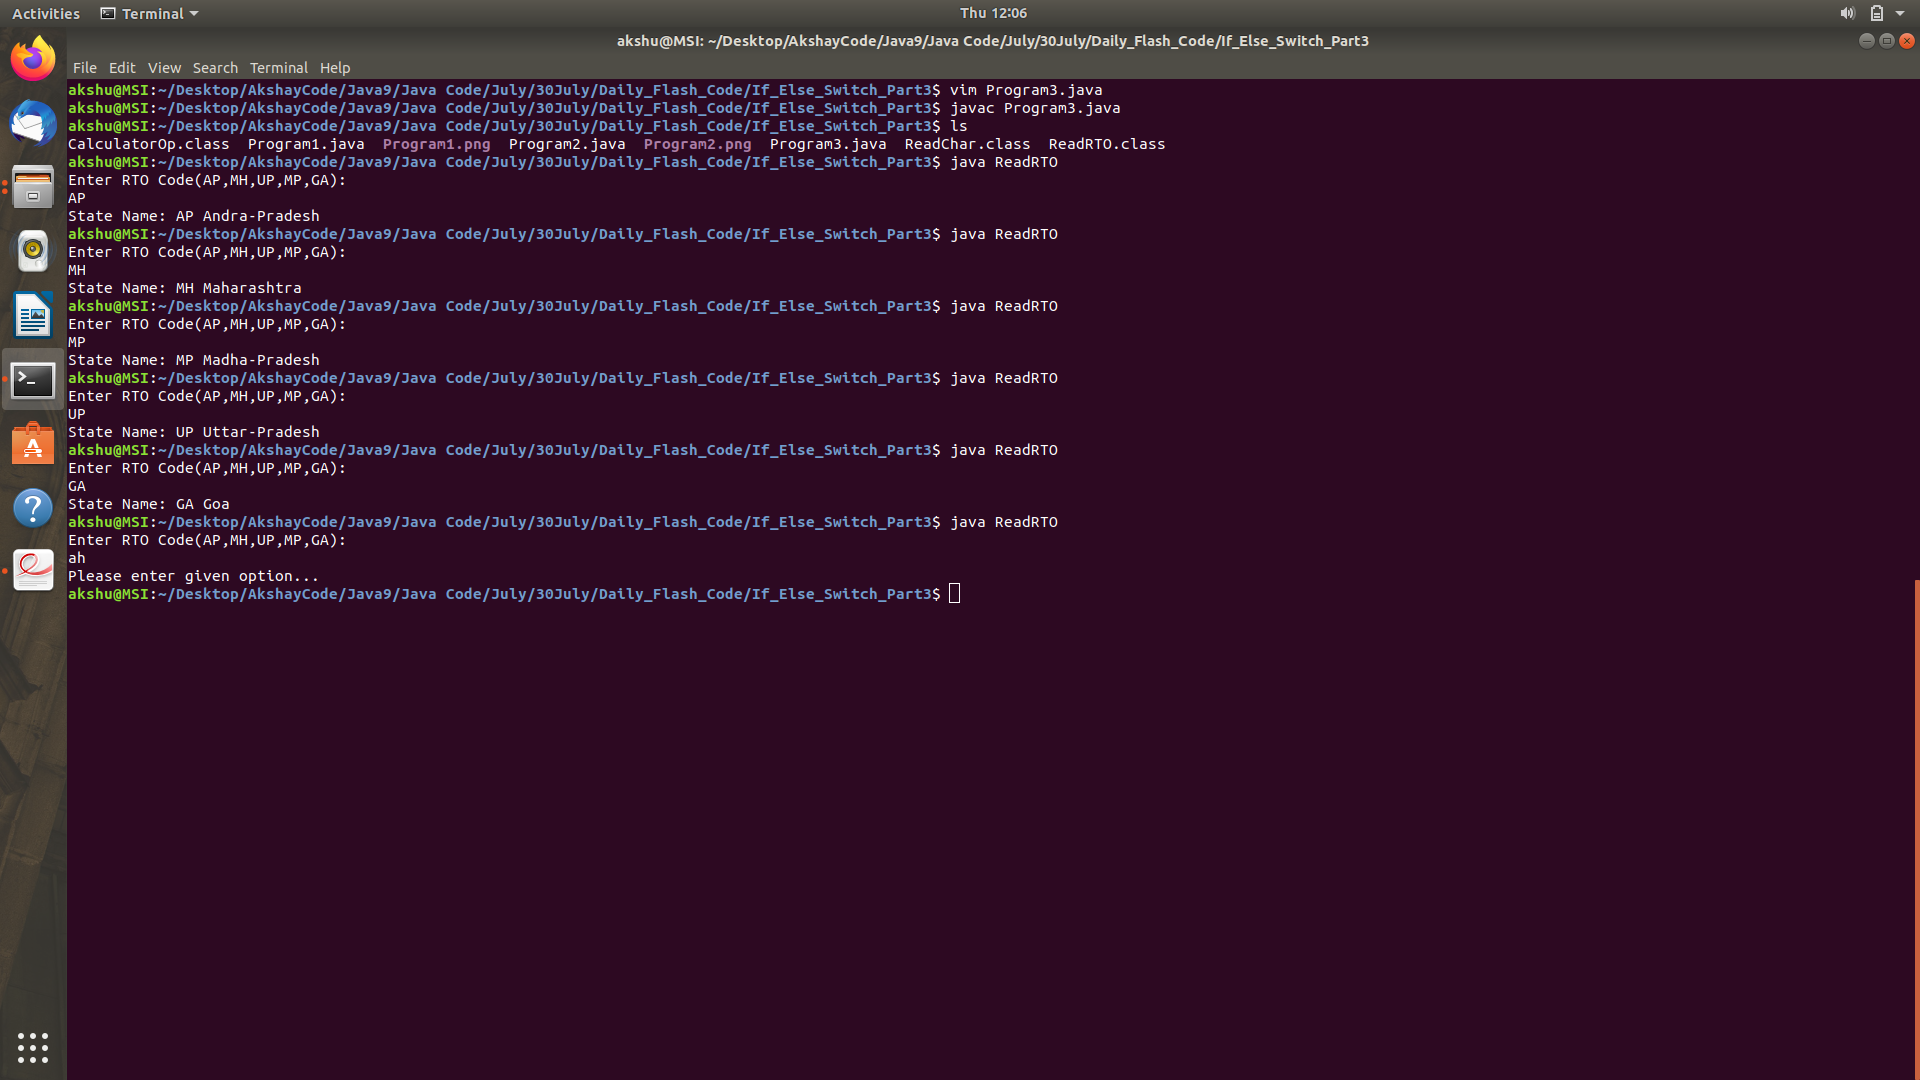 Activities Terminal Thu 12:06
akshu@MSI: ~/Desktop/AkshayCode/Java9/Java Code/July/30July/Daily_Flash_Code/If_Else_Switch_Part3
File Edit View Search Terminal Help
akshu@MSI:~/Desktop/AkshayCode/Java9/Java Code/July/30July/Daily_Flash_Code/If_Else_Switch_Part3$ vim Program3.java
akshu@MSI:~/Desktop/AkshayCode/Java9/Java Code/July/30July/Daily_Flash_Code/If_Else_Switch_Part3$ javac Program3.java
akshu@MSI:~/Desktop/AkshayCode/Java9/Java Code/July/30July/Daily_Flash_Code/If_Else_Switch_Part3$ ls
CalculatorOp.class Program1.java Program1.png Program2.java Program2.png Program3.java ReadChar.class ReadRTO.class
akshu@MSI:~/Desktop/AkshayCode/Java9/Java Code/July/30July/Daily_Flash_Code/If_Else_Switch_Part3$ java ReadRTO
Enter RTO Code(AP,MH,UP,MP,GA):
AP
State Name: AP Andra-Pradesh
akshu@MSI:~/Desktop/AkshayCode/Java9/Java Code/July/30July/Daily_Flash_Code/If_Else_Switch_Part3$ java ReadRTO
Enter RTO Code(AP,MH,UP,MP,GA):
MH
State Name: MH Maharashtra
akshu@MSI:~/Desktop/AkshayCode/Java9/Java Code/July/30July/Daily_Flash_Code/If_Else_Switch_Part3$ java ReadRTO
Enter RTO Code(AP,MH,UP,MP,GA):
MP
State Name: MP Madha-Pradesh
akshu@MSI:~/Desktop/AkshayCode/Java9/Java Code/July/30July/Daily_Flash_Code/If_Else_Switch_Part3$ java ReadRTO
Enter RTO Code(AP,MH,UP,MP,GA):
UP
State Name: UP Uttar-Pradesh
akshu@MSI:~/Desktop/AkshayCode/Java9/Java Code/July/30July/Daily_Flash_Code/If_Else_Switch_Part3$ java ReadRTO
Enter RTO Code(AP,MH,UP,MP,GA):
GA
State Name: GA Goa
akshu@MSI:~/Desktop/AkshayCode/Java9/Java Code/July/30July/Daily_Flash_Code/If_Else_Switch_Part3$ java ReadRTO
Enter RTO Code(AP,MH,UP,MP,GA):
ah
Please enter given option...
akshu@MSI:~/Desktop/AkshayCode/Java9/Java Code/July/30July/Daily_Flash_Code/If_Else_Switch_Part3$